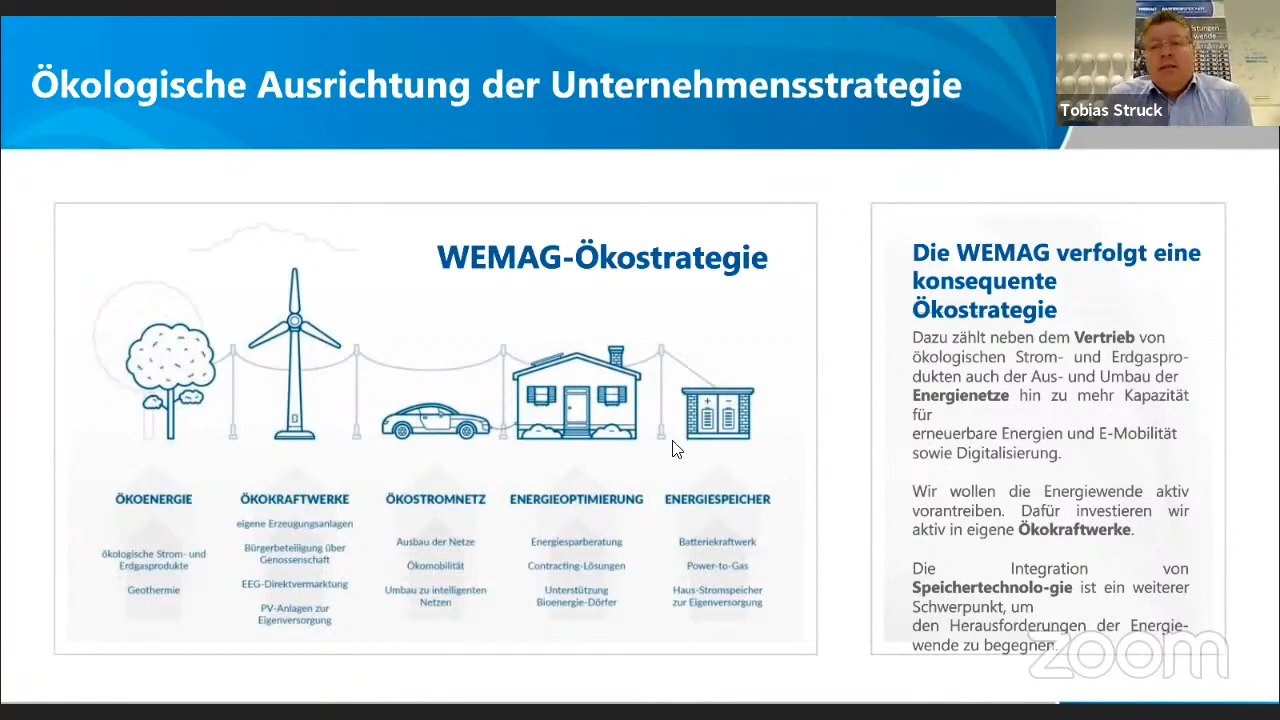 Ökologische Ausrichtung der Unternehmensstrategie
Tobias Struck
WEMAG-Ökostrategie
ÖKOENERGIE
ökologische Strom- und
Erdgasprodukte
Geothermie
ÖKOKRAFTWERKE
eigene Erzeugungsanlagen
Bürgerbeteiligung über
Genossenschaft
EEG-Direktvermarktung
PV-Anlagen zur
Eigenversorgung
ÖKOSTROMNETZ
Ausbau der Netze
Ökomobilität
Umbau zu intelligenten
Netzen
ENERGIEOPTIMIERUNG
Energiesparberatung
Contracting-Lösungen
Unterstützung
Bioenergie-Dörfer
ENERGIESPEICHER
Batteriekraftwerk
Power-to-Gas
Haus-Stromspeicher
zur Eigenversorgung
Die WEMAG verfolgt eine
konsequente
Ökostrategie
Dazu zählt neben dem Vertrieb von
ökologischen Strom- und Erdgaspro-
dukten auch der Aus- und Umbau der
Energienetze hin zu mehr Kapazität
für
erneuerbare Energien und E-Mobilität
sowie Digitalisierung.
Wir wollen die Energiewende aktiv
vorantreiben. Dafür investieren wir
aktiv in eigene Ökokraftwerke.
Die Integration von
Speichertechnolo-gie ist ein weiterer
Schwerpunkt, um
den Herausforderungen der Energie-
wende zu begegnen.
zoom